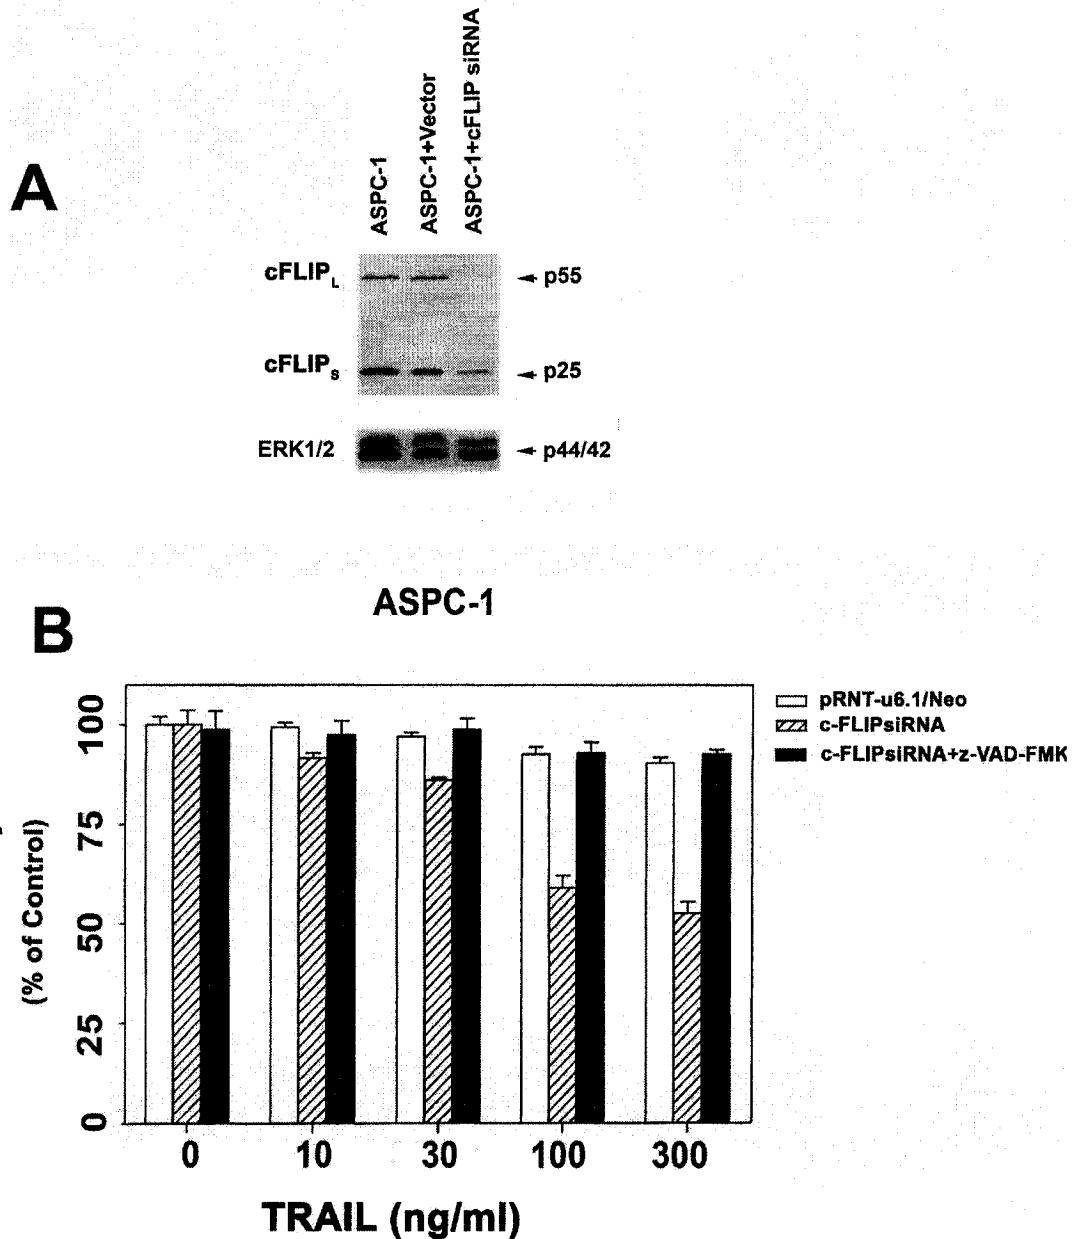 A
ASPC-1
ASPC-1+Vector
ASPC-1+cFLIP siRNA
cFLIPL
p55
cFLIPS
p25
ERK1/2
p44/42
B
ASPC-1
(% of Control)
100
75
50
25
0
0 10 30 100 300
TRAIL (ng/ml)
pRNT-u6.1/Neo
c-FLIPsiRNA
c-FLIPsiRNA+z-VAD-FMK